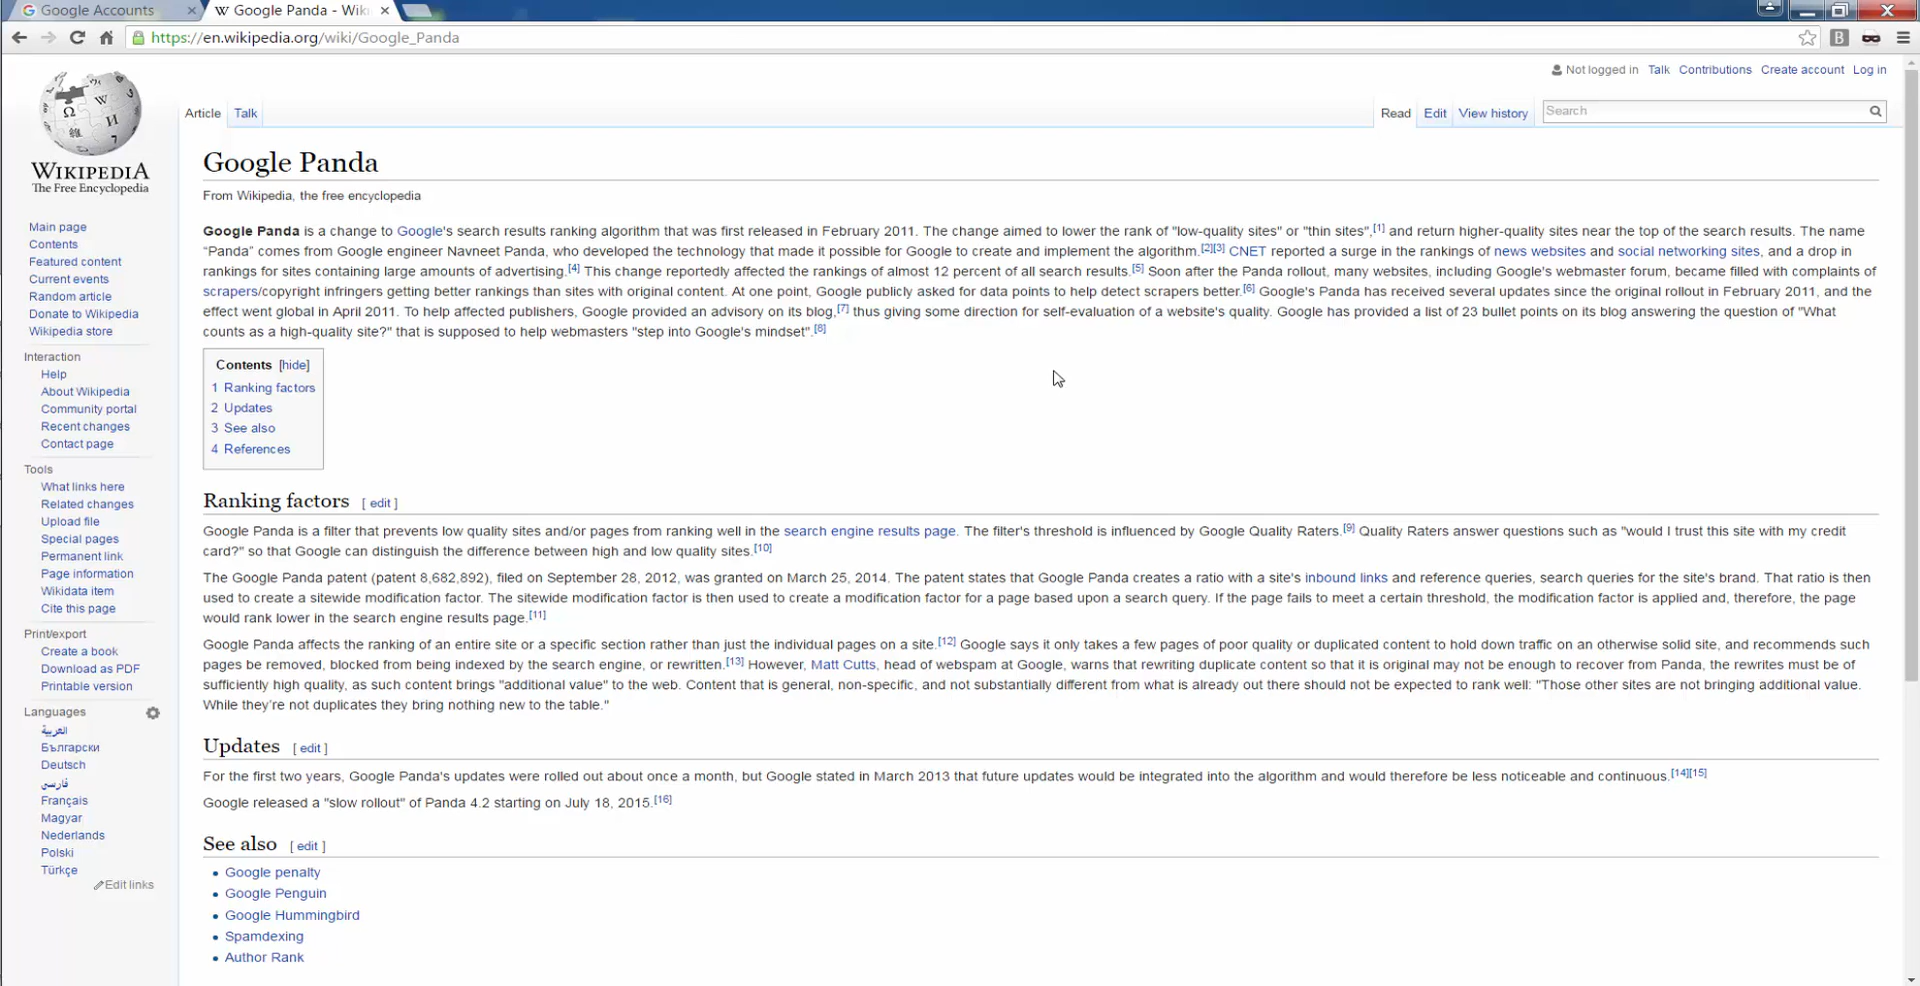 Google Accounts
Google Panda - Wiki
https://en.wikipedia.org/wiki/Google_Panda
Not logged in Talk Contributions Create account Log in
WIKIPEDIA
The Free Encyclopedia
Article Talk
Read Edit View history Search
Google Panda
From Wikipedia, the free encyclopedia
Google Panda is a change to Google's search results ranking algorithm that was first released in February 2011. The change aimed to lower the rank of "low-quality sites" or "thin sites",[1] and return higher-quality sites near the top of the search results. The name
“Panda” comes from Google engineer Navneet Panda, who developed the technology that made it possible for Google to create and implement the algorithm.[2][3] CNET reported a surge in the rankings of news websites and social networking sites, and a drop in
rankings for sites containing large amounts of advertising.[4] This change reportedly affected the rankings of almost 12 percent of all search results.[5] Soon after the Panda rollout, many websites, including Google's webmaster forum, became filled with complaints of
scrapers/copyright infringers getting better rankings than sites with original content. At one point, Google publicly asked for data points to help detect scrapers better.[6] Google's Panda has received several updates since the original rollout in February 2011, and the
effect went global in April 2011. To help affected publishers, Google provided an advisory on its blog,[7] thus giving some direction for self-evaluation of a website's quality. Google has provided a list of 23 bullet points on its blog answering the question of "What
counts as a high-quality site?" that is supposed to help webmasters "step into Google's mindset".[8]
Contents [hide]
1 Ranking factors
2 Updates
3 See also
4 References
Ranking factors [ edit ]
Google Panda is a filter that prevents low quality sites and/or pages from ranking well in the search engine results page. The filter's threshold is influenced by Google Quality Raters.[9] Quality Raters answer questions such as "would I trust this site with my credit
card?" so that Google can distinguish the difference between high and low quality sites.[10]
The Google Panda patent (patent 8,682,892), filed on September 28, 2012, was granted on March 25, 2014. The patent states that Google Panda creates a ratio with a site's inbound links and reference queries, search queries for the site's brand. That ratio is then
used to create a sitewide modification factor. The sitewide modification factor is then used to create a modification factor for a page based upon a search query. If the page fails to meet a certain threshold, the modification factor is applied and, therefore, the page
would rank lower in the search engine results page.[11]
Google Panda affects the ranking of an entire site or a specific section rather than just the individual pages on a site.[12] Google says it only takes a few pages of poor quality or duplicated content to hold down traffic on an otherwise solid site, and recommends such
pages be removed, blocked from being indexed by the search engine, or rewritten.[13] However, Matt Cutts, head of webspam at Google, warns that rewriting duplicate content so that it is original may not be enough to recover from Panda, the rewrites must be of
sufficiently high quality, as such content brings "additional value" to the web. Content that is general, non-specific, and not substantially different from what is already out there should not be expected to rank well: "Those other sites are not bringing additional value.
While they’re not duplicates they bring nothing new to the table."
Updates [ edit ]
For the first two years, Google Panda's updates were rolled out about once a month, but Google stated in March 2013 that future updates would be integrated into the algorithm and would therefore be less noticeable and continuous.[14][15]
Google released a "slow rollout" of Panda 4.2 starting on July 18, 2015.[16]
See also [ edit ]
Google penalty
Google Penguin
Google Hummingbird
Spamdexing
Author Rank
Main page
Contents
Featured content
Current events
Random article
Donate to Wikipedia
Wikipedia store
Interaction
Help
About Wikipedia
Community portal
Recent changes
Contact page
Tools
What links here
Related changes
Upload file
Special pages
Permanent link
Page information
Wikidata item
Cite this page
Print/export
Create a book
Download as PDF
Printable version
Languages
العربية
Български
Deutsch
فارسی
Français
Magyar
Nederlands
Polski
Türkçe
Edit links